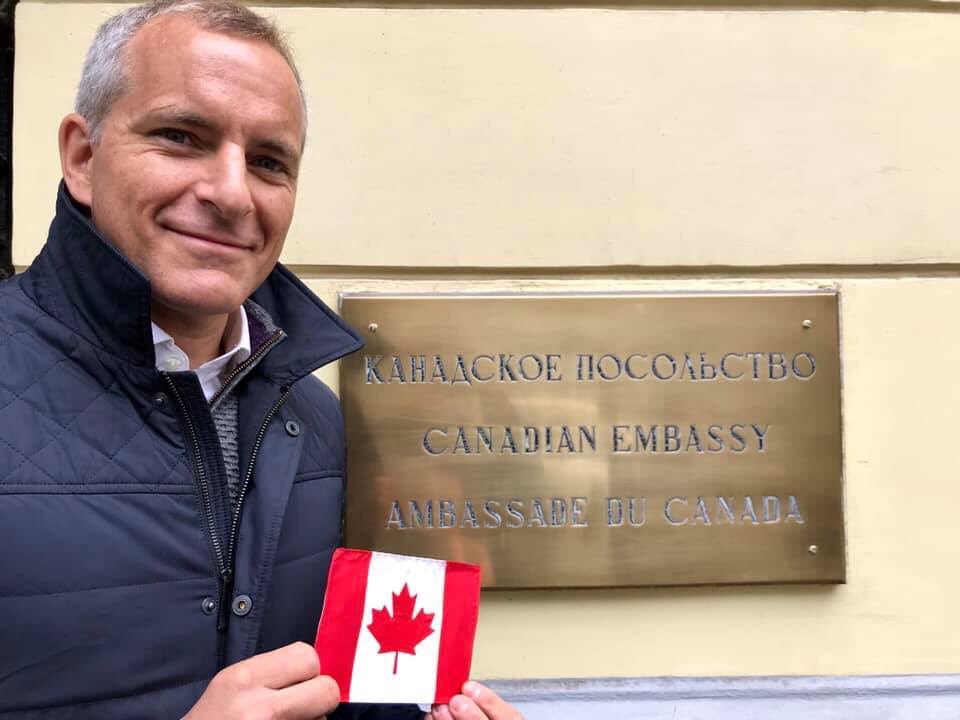 КАНАДСКОЕ ПОСОЛЬСТВО
CANADIAN EMBASSY
AMBASSADE DU CANADA